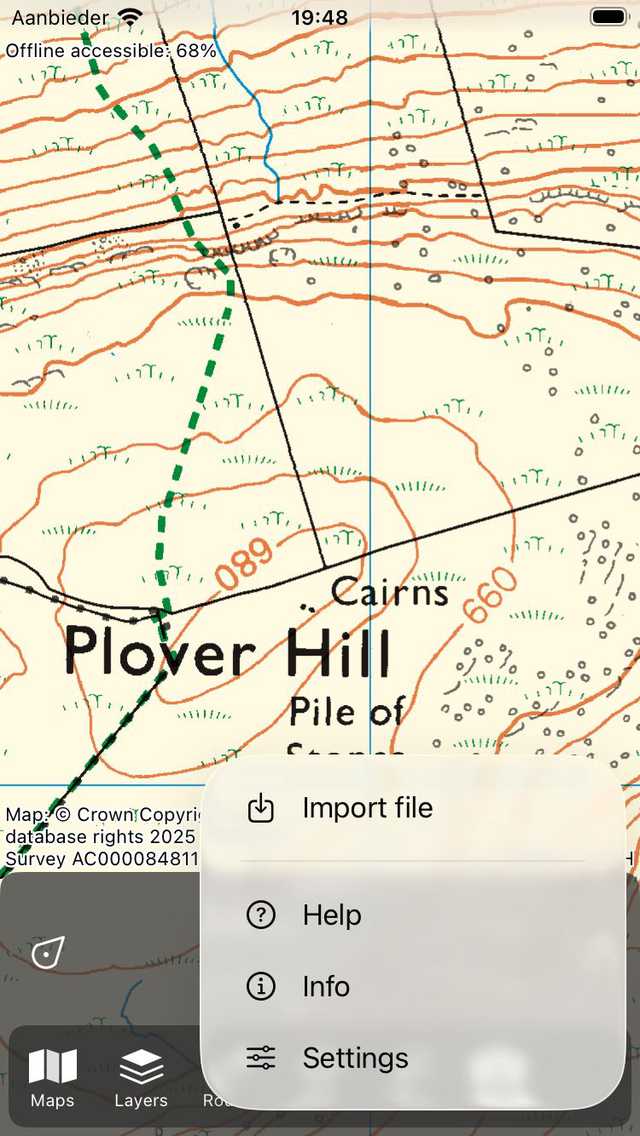 Aanbieder 19:48
Offline accessible: 68%
089
Cairns
660
Plover Hill
Pile of
Stones
Map: © Crown
database rights 2025
Survey AC000084811
Import file
Help
Info
Settings
Maps Layers